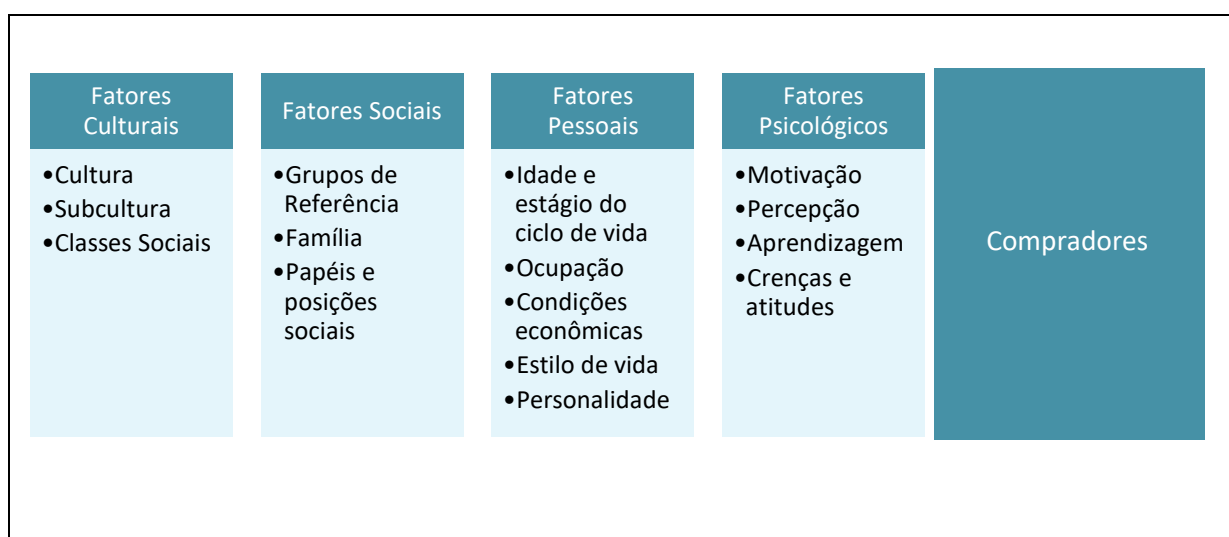 Fatores
Culturais
•Cultura
•Subcultura
•Classes Sociais
Fatores Sociais
•Grupos de
Referência
•Família
•Papéis e
posições
sociais
Fatores
Pessoais
•Idade e
estágio do
ciclo de vida
•Ocupação
•Condições
econômicas
•Estilo de vida
•Personalidade
Fatores
Psicológicos
•Motivação
•Percepção
•Aprendizagem
•Crenças e
atitudes
Compradores